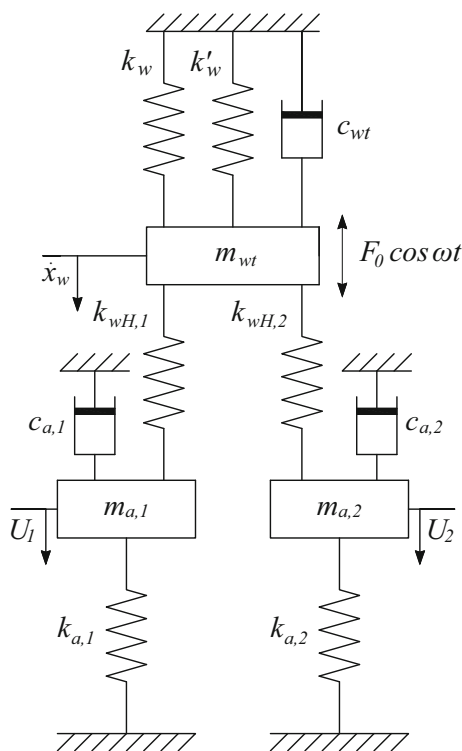 k_w k'_w
c_wt
m_wt
F_0 cos ωt
ẋ_w
k_wH,1 k_wH,2
c_a,1 c_a,2
m_a,1 m_a,2
U_1 U_2
k_a,1 k_a,2